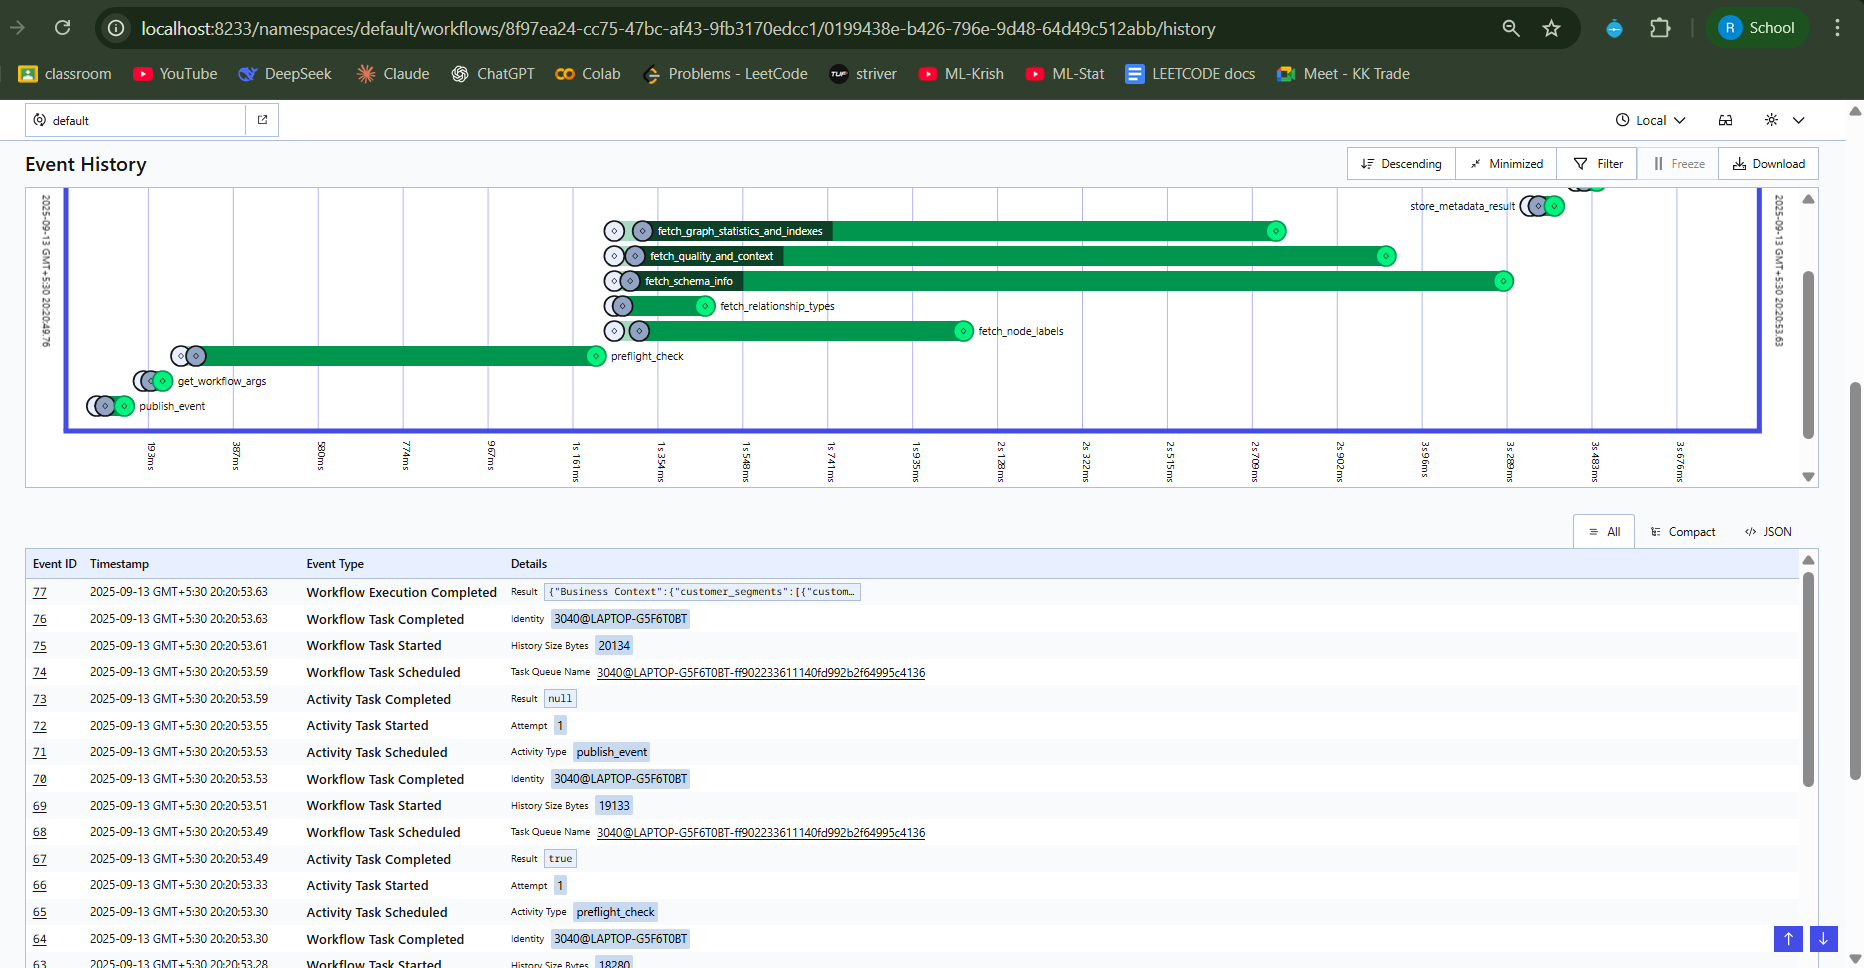 localhost:8233/namespaces/default/workflows/8f97ea24-cc75-47bc-af43-9fb3170edcc1/0199438e-b426-796e-9d48-64d49c512abb/history
R School
classroom YouTube DeepSeek Claude ChatGPT Colab Problems - LeetCode TUF striver ML-Krish ML-Stat LEETCODE docs Meet - KK Trade
default
Local
Event History
Descending Minimized Filter Freeze Download
2025-09-13 GMT+5:30 20:20:49.76
2025-09-13 GMT+5:30 20:20:53.63
store_metadata_result
fetch_graph_statistics_and_indexes
fetch_quality_and_context
fetch_schema_info
fetch_relationship_types
fetch_node_labels
preflight_check
get_workflow_args
publish_event
193ms 387ms 580ms 774ms 967ms 1s 161ms 1s 354ms 1s 548ms 1s 741ms 1s 935ms 2s 128ms 2s 322ms 2s 515ms 2s 709ms 2s 902ms 3s 96ms 3s 289ms 3s 483ms 3s 676ms
All Compact JSON
Event ID Timestamp Event Type Details
77 2025-09-13 GMT+5:30 20:20:53.63 Workflow Execution Completed Result {"Business Context":{"customer_segments":[{"custom…
76 2025-09-13 GMT+5:30 20:20:53.63 Workflow Task Completed Identity 3040@LAPTOP-G5F6T0BT
75 2025-09-13 GMT+5:30 20:20:53.61 Workflow Task Started History Size Bytes 20134
74 2025-09-13 GMT+5:30 20:20:53.59 Workflow Task Scheduled Task Queue Name 3040@LAPTOP-G5F6T0BT-ff902233611140fd992b2f64995c4136
73 2025-09-13 GMT+5:30 20:20:53.59 Activity Task Completed Result null
72 2025-09-13 GMT+5:30 20:20:53.55 Activity Task Started Attempt 1
71 2025-09-13 GMT+5:30 20:20:53.53 Activity Task Scheduled Activity Type publish_event
70 2025-09-13 GMT+5:30 20:20:53.53 Workflow Task Completed Identity 3040@LAPTOP-G5F6T0BT
69 2025-09-13 GMT+5:30 20:20:53.51 Workflow Task Started History Size Bytes 19133
68 2025-09-13 GMT+5:30 20:20:53.49 Workflow Task Scheduled Task Queue Name 3040@LAPTOP-G5F6T0BT-ff902233611140fd992b2f64995c4136
67 2025-09-13 GMT+5:30 20:20:53.49 Activity Task Completed Result true
66 2025-09-13 GMT+5:30 20:20:53.33 Activity Task Started Attempt 1
65 2025-09-13 GMT+5:30 20:20:53.30 Activity Task Scheduled Activity Type preflight_check
64 2025-09-13 GMT+5:30 20:20:53.30 Workflow Task Completed Identity 3040@LAPTOP-G5F6T0BT
63 2025-09-13 GMT+5:30 20:20:53.28 Workflow Task Started History Size Bytes 18280